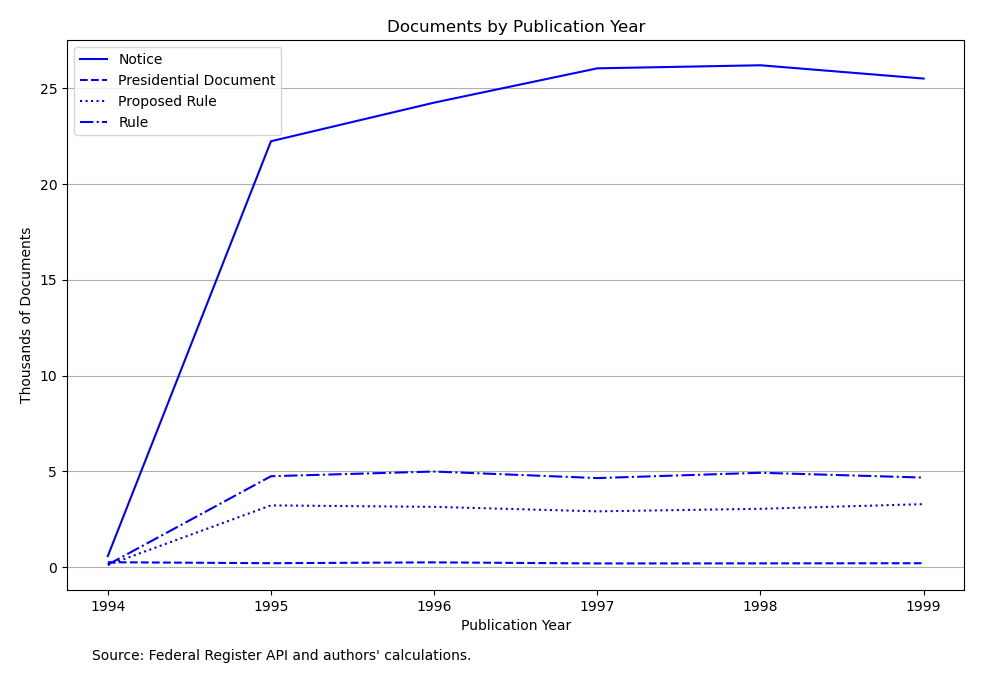 Documents by Publication Year
Notice
Presidential Document
Proposed Rule
Rule
Thousands of Documents
25
20
15
10
5
0
1994 1995 1996 1997 1998 1999
Publication Year
Source: Federal Register API and authors' calculations.